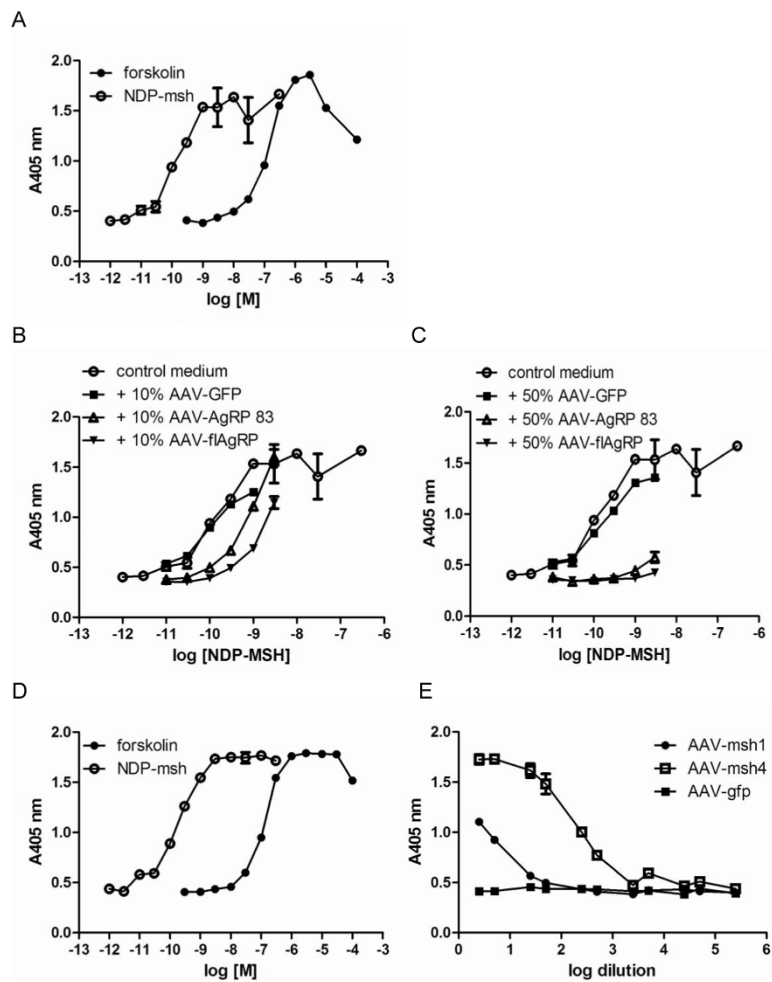 A
2.0
1.5
1.0
0.5
0.0
A405 nm
forskolin
NDP-msh
-13 -12 -11 -10 -9 -8 -7 -6 -5 -4 -3
log [M]
B
control medium
+ 10% AAV-GFP
+ 10% AAV-AgRP 83
+ 10% AAV-flAgRP
2.0
1.5
1.0
0.5
0.0
A405 nm
-13 -12 -11 -10 -9 -8 -7 -6
log [NDP-MSH]
C
control medium
+ 50% AAV-GFP
+ 50% AAV-AgRP 83
+ 50% AAV-flAgRP
2.0
1.5
1.0
0.5
0.0
A405 nm
-13 -12 -11 -10 -9 -8 -7 -6
log [NDP-MSH]
D
2.0
1.5
1.0
0.5
0.0
A405 nm
forskolin
NDP-msh
-13 -12 -11 -10 -9 -8 -7 -6 -5 -4 -3
log [M]
E
2.0
1.5
1.0
0.5
0.0
A405 nm
AAV-msh1
AAV-msh4
AAV-gfp
0 1 2 3 4 5 6
log dilution